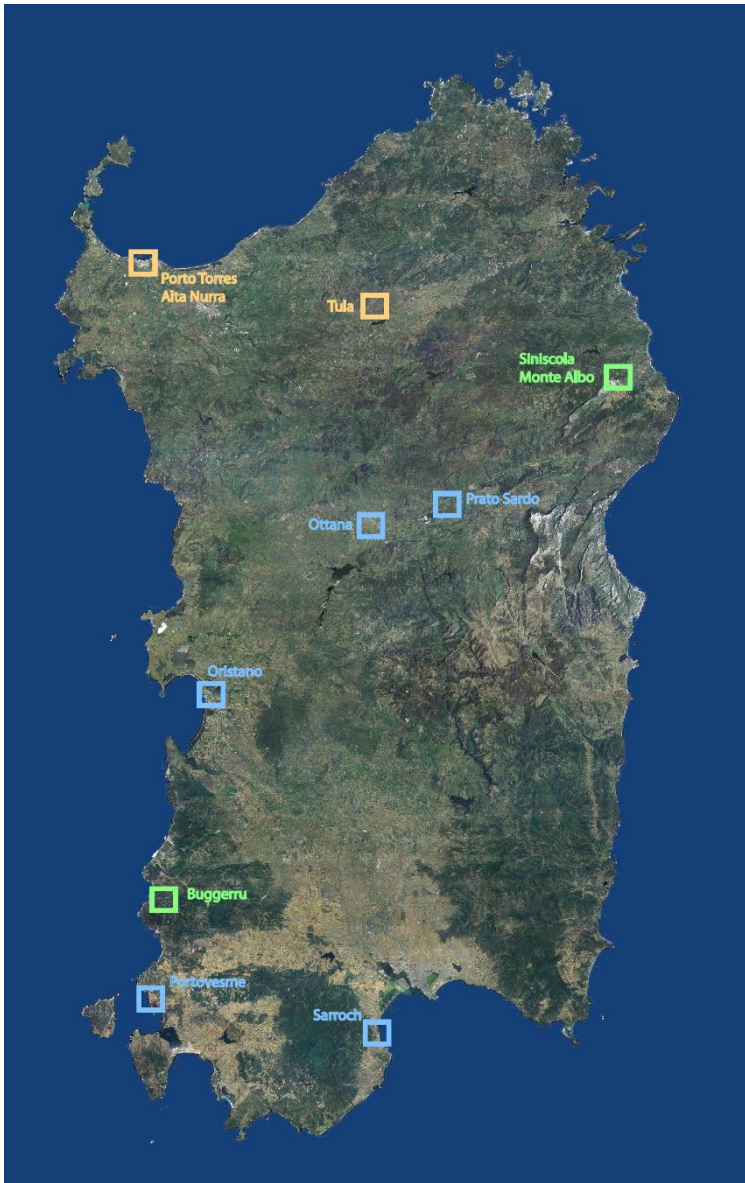 Porto Torres
Alta Nurra
Tula
Siniscola
Monte Albo
Prato Sardo
Ottana
Oristano
Buggerru
Portovesme
Sarroch